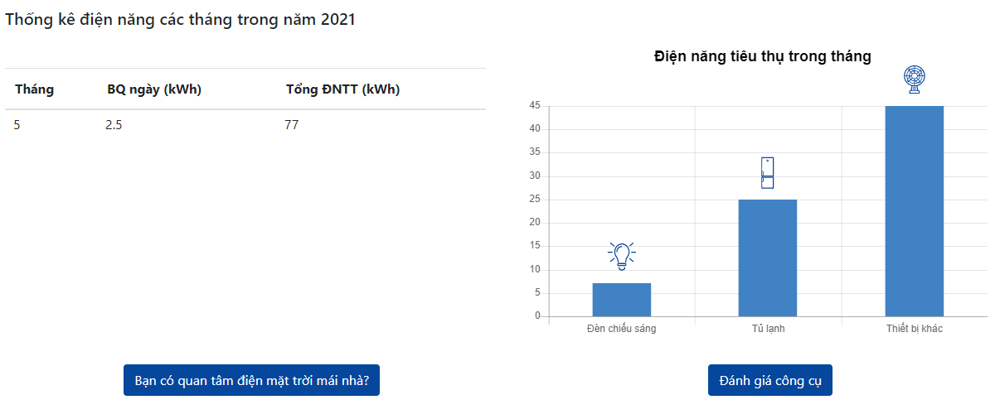 Thống kê điện năng các tháng trong năm 2021
Tháng BQ ngày (kWh) Tổng ĐNTT (kWh)
5 2.5 77
Điện năng tiêu thụ trong tháng
45
40
35
30
25
20
15
10
5
0
Đèn chiếu sáng Tủ lạnh Thiết bị khác
Bạn có quan tâm điện mặt trời mái nhà?
Đánh giá công cụ